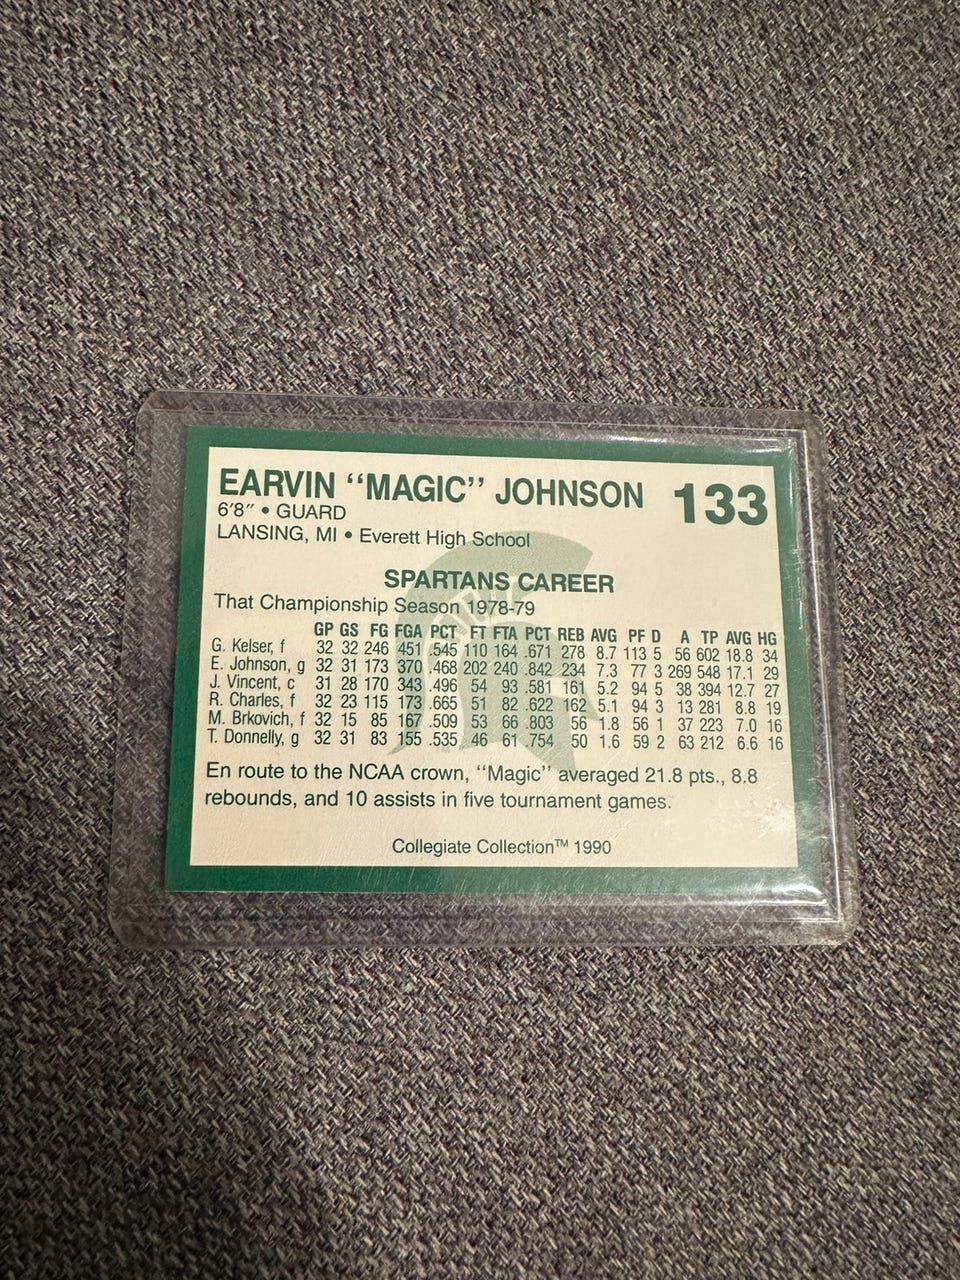 EARVIN ‘‘MAGIC’’ JOHNSON 133
6′8″ • GUARD
LANSING, MI • Everett High School
SPARTANS CAREER
That Championship Season 1978-79
GP GS FG FGA PCT FT FTA PCT REB AVG PF D A TP AVG HG
G. Kelser, f 32 32 246 451 .545 110 164 .671 278 8.7 113 5 56 602 18.8 34
E. Johnson, g 32 31 173 370 .468 202 240 .842 234 7.3 77 3 269 548 17.1 29
J. Vincent, c 31 28 170 343 .496 54 93 .581 161 5.2 94 5 38 394 12.7 27
R. Charles, f 32 23 115 173 .665 51 82 .622 162 5.1 94 3 13 281 8.8 19
M. Brkovich, f 32 15 85 167 .509 53 66 .803 56 1.8 56 1 37 223 7.0 16
T. Donnelly, g 32 31 83 155 .535 46 61 .754 50 1.6 59 2 63 212 6.6 16
En route to the NCAA crown, ‘‘Magic’’ averaged 21.8 pts., 8.8
rebounds, and 10 assists in five tournament games.
Collegiate Collection™ 1990